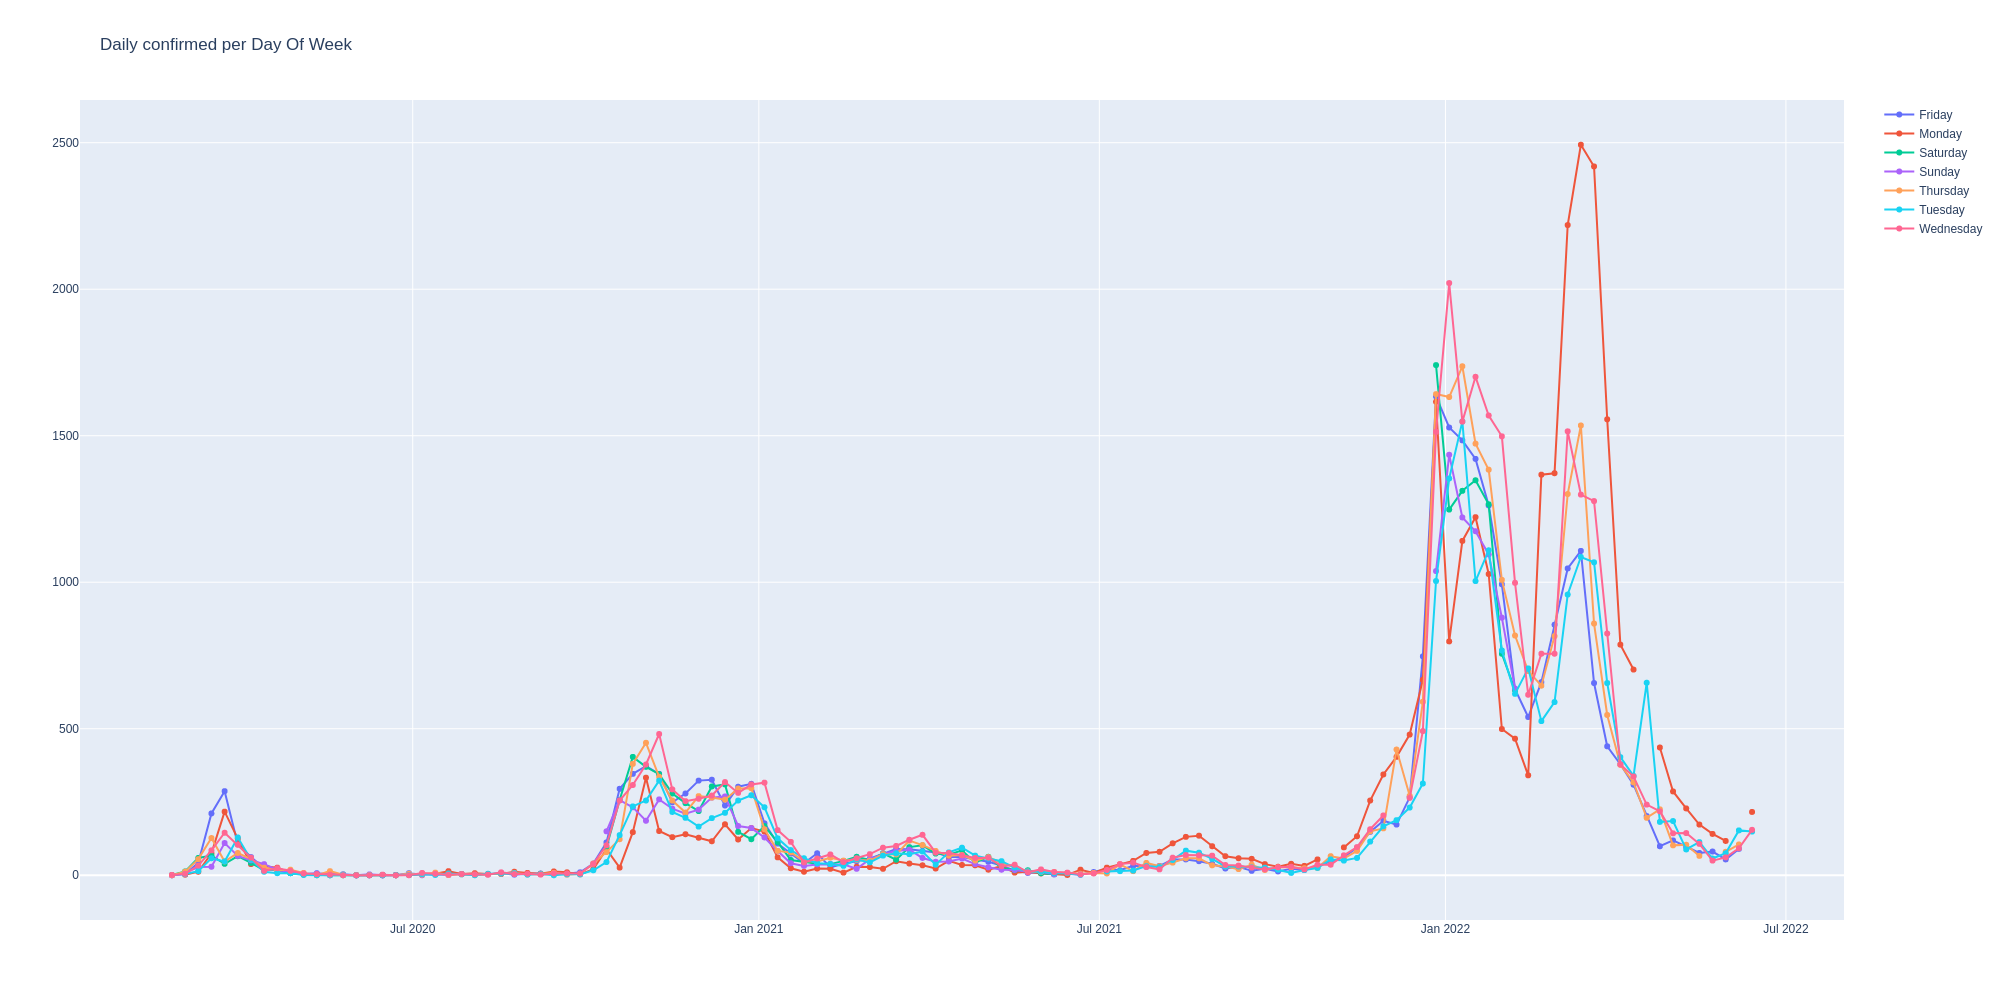 Daily confirmed per Day Of Week
2500
2000
1500
1000
500
0
Jul 2020
Jan 2021
Jul 2021
Jan 2022
Jul 2022
Friday
Monday
Saturday
Sunday
Thursday
Tuesday
Wednesday